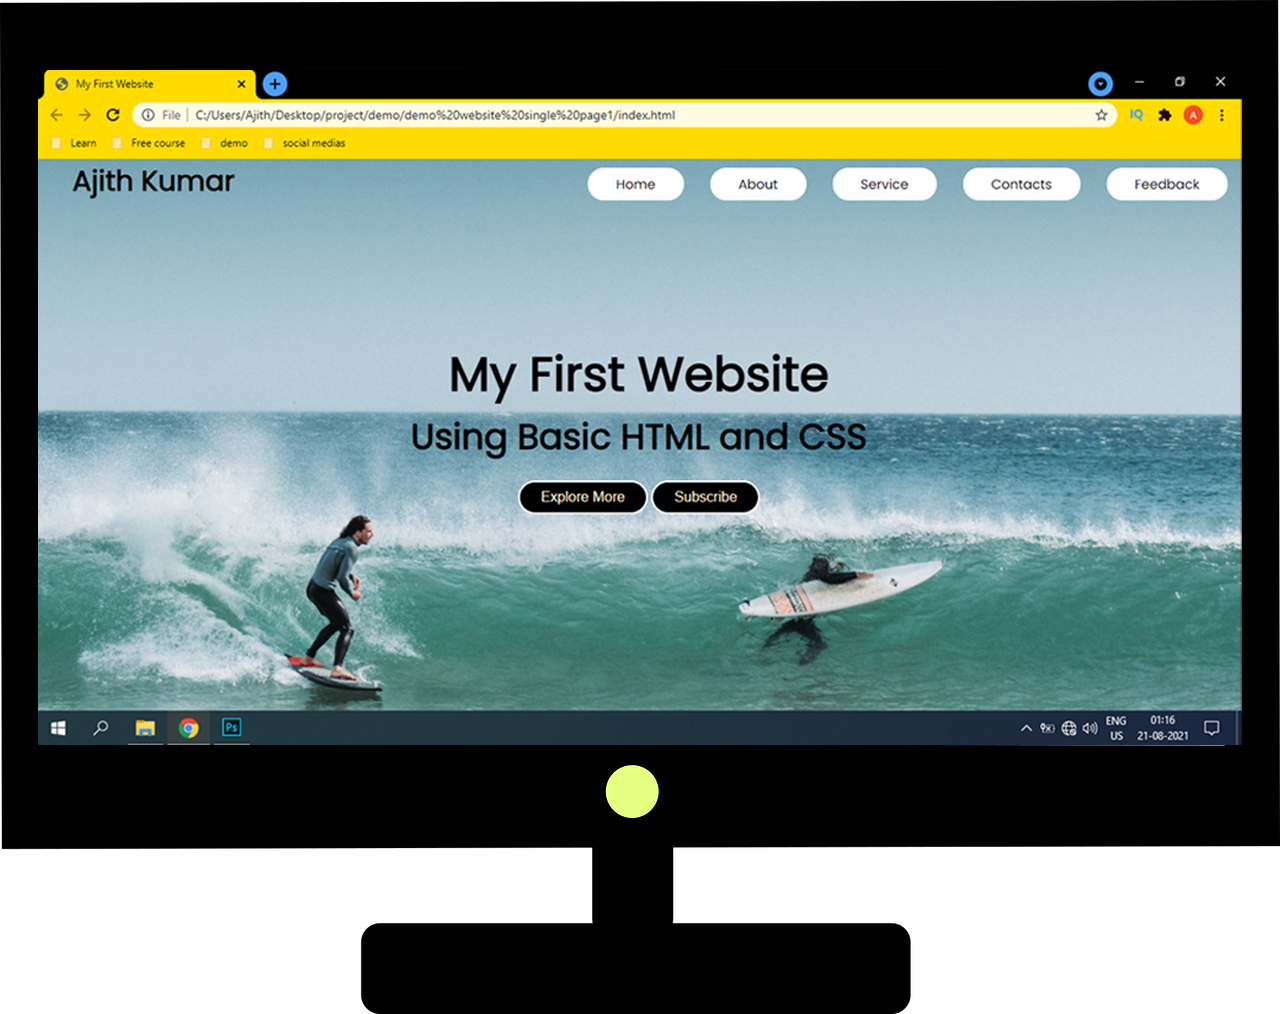 My First Website
File C:/Users/Ajith/Desktop/project/demo/demo%20website%20single%20page1/index.html
IQ
A
Learn Free course demo social medias
Ajith Kumar
Home About Service Contacts Feedback
My First Website
Using Basic HTML and CSS
Explore More Subscribe
Ps
ENG 01:16
US 21-08-2021